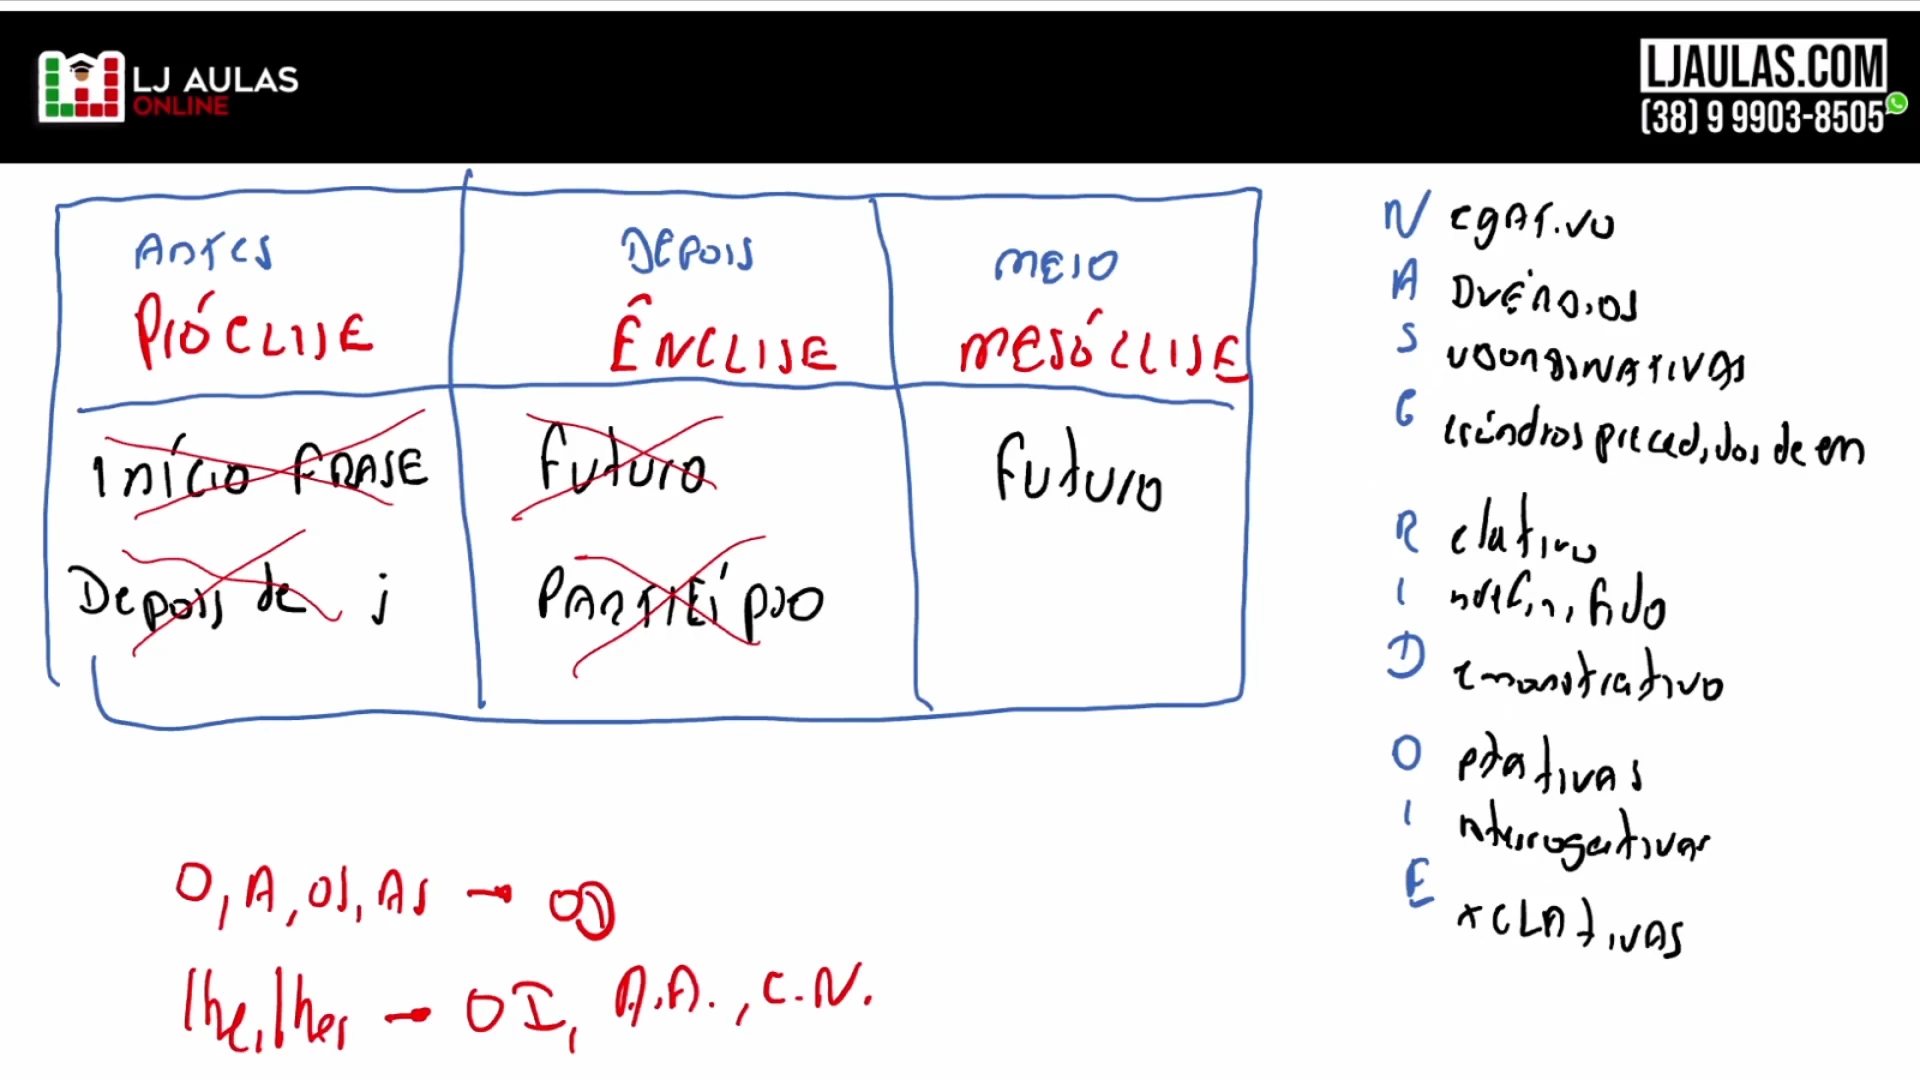 LJ AULAS
ONLINE
LJAULAS.COM
(38) 9 9903-8505
ANTES
PRÓCLISE
DEPOIS
ÊNCLISE
MEIO
MESÓCLISE
INÍCIO FRASE
Depois de ;
Futuro
PARTICÍPIO
Futuro
O, A, OS, AS → OD
lhe, lhes → OI, A.A., C.N.
N egativo
A Dvérbios
S ubordinativas
G erúndios precedidos de em
R elativo
I ndefinido
D emonstrativo
O ptativas
I nterrogativas
E xclativas